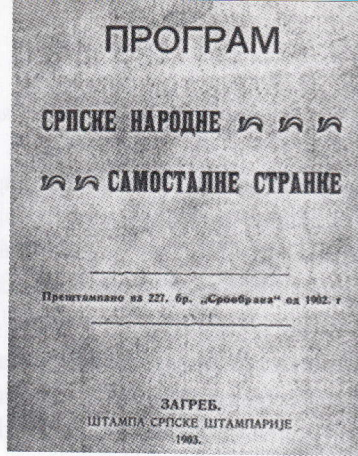 ПРОГРАМ
СРПСКЕ НАРОДНЕ
САМОСТАЛНЕ СТРАНКЕ
Прештампано из 227. бр. „Србобрана“ од 1902. г
ЗАГРЕБ.
ШТАМПА СРПСКЕ ШТАМПАРИЈЕ
1903.